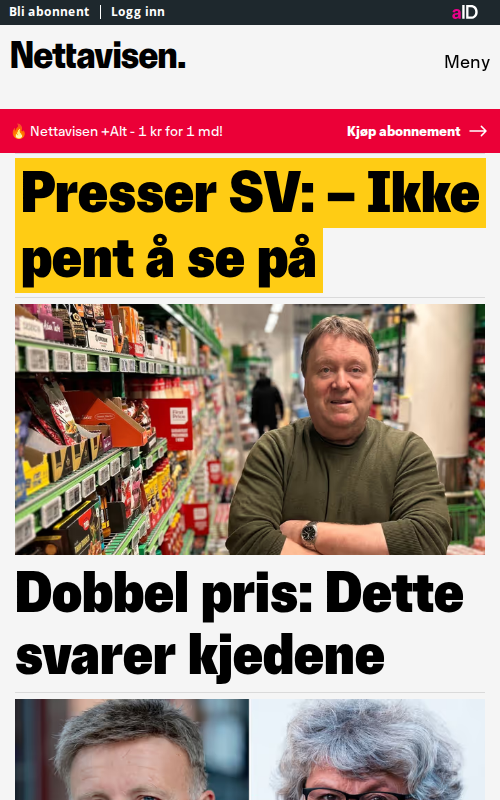 Bli abonnent | Logg inn
aID
Nettavisen.
Meny
🔥 Nettavisen +Alt - 1 kr for 1 md!
Kjøp abonnement →
Presser SV: – Ikke
pent å se på
Dobbel pris: Dette
svarer kjedene